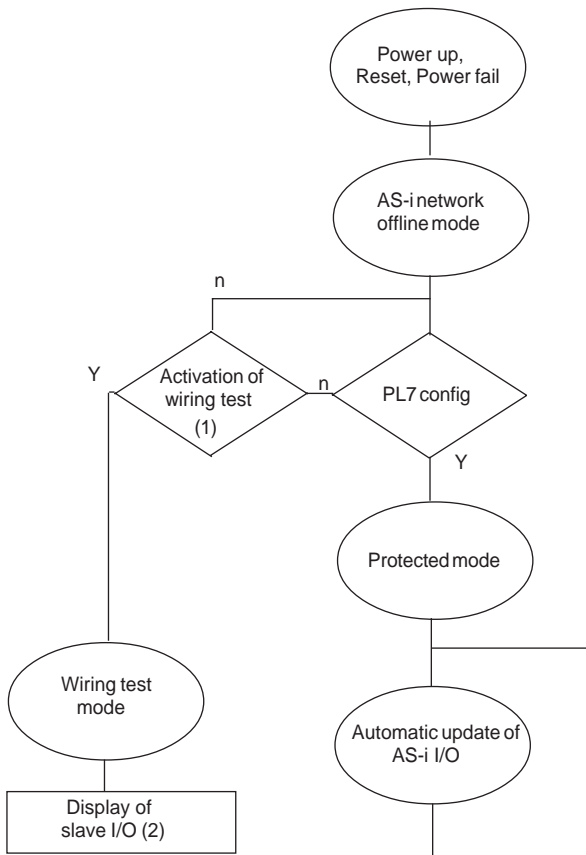 Power up,
Reset, Power fail
AS-i network
offline mode
n
Y
Activation of
wiring test
(1)
n
PL7 config
Y
Protected mode
Wiring test
mode
Automatic update of
AS-i I/O
Display of
slave I/O (2)